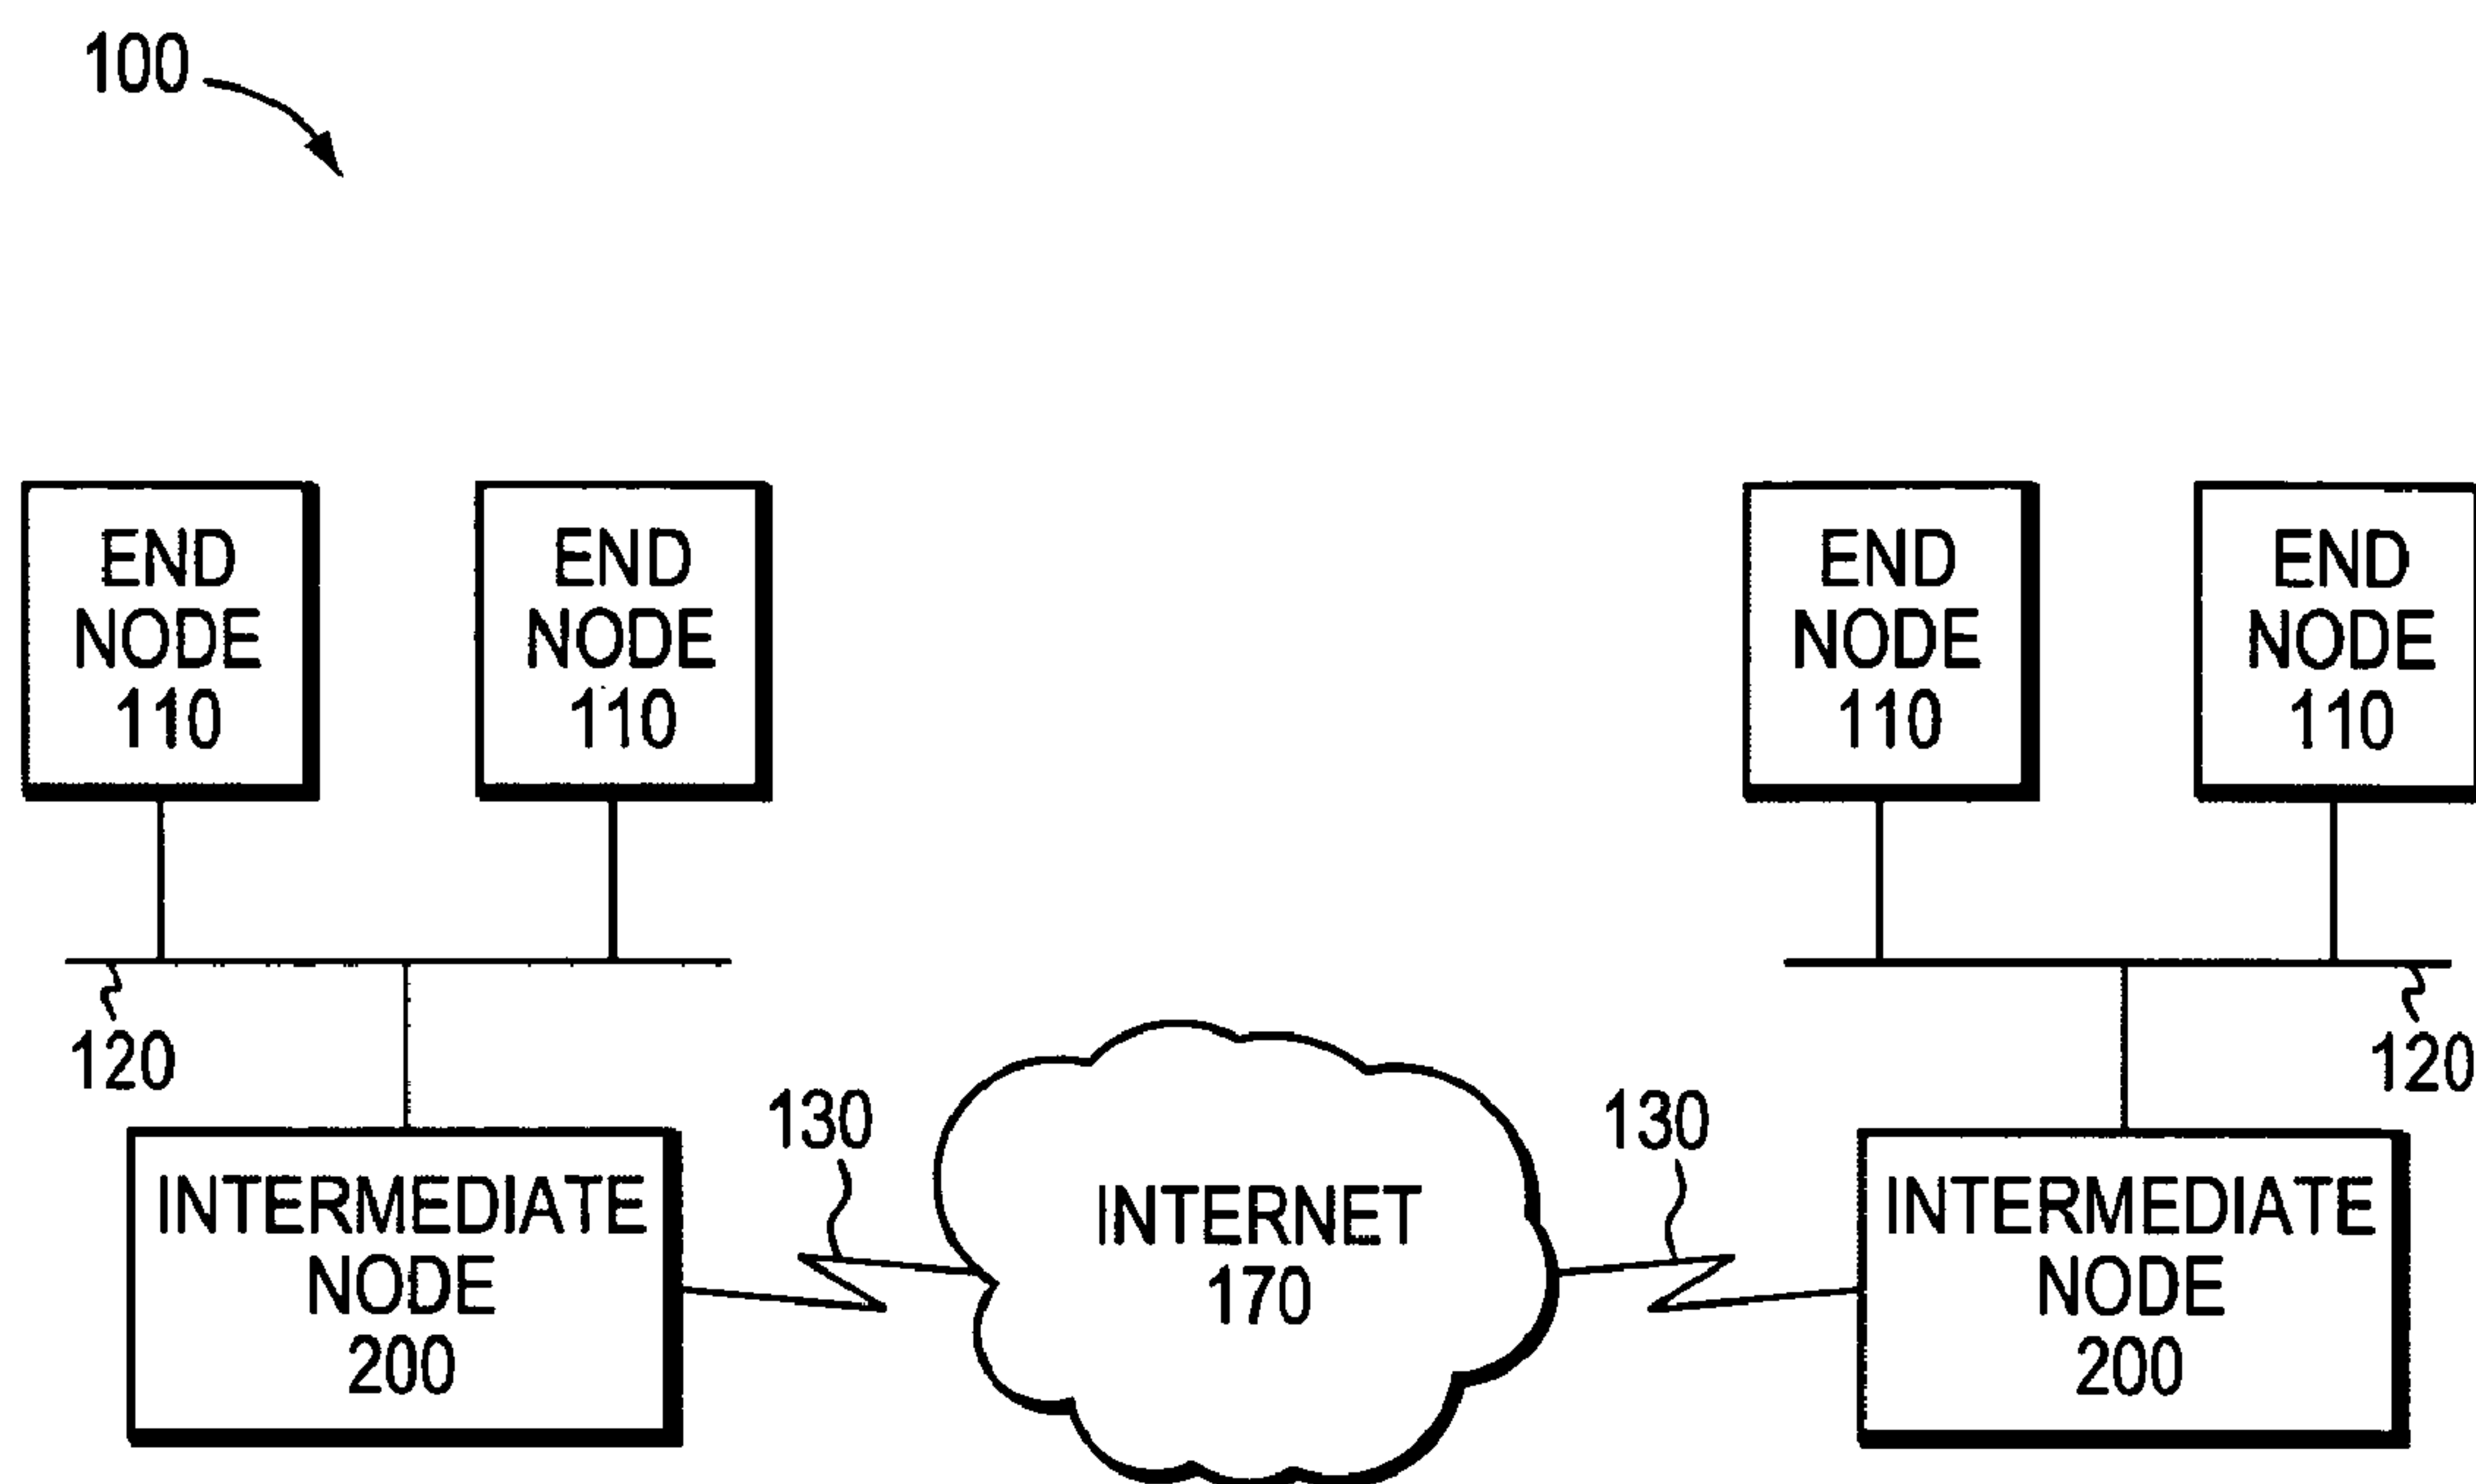 100
END
NODE
110
END
NODE
110
END
NODE
110
END
NODE
110
120
120
130
130
INTERMEDIATE
NODE
200
INTERNET
170
INTERMEDIATE
NODE
200